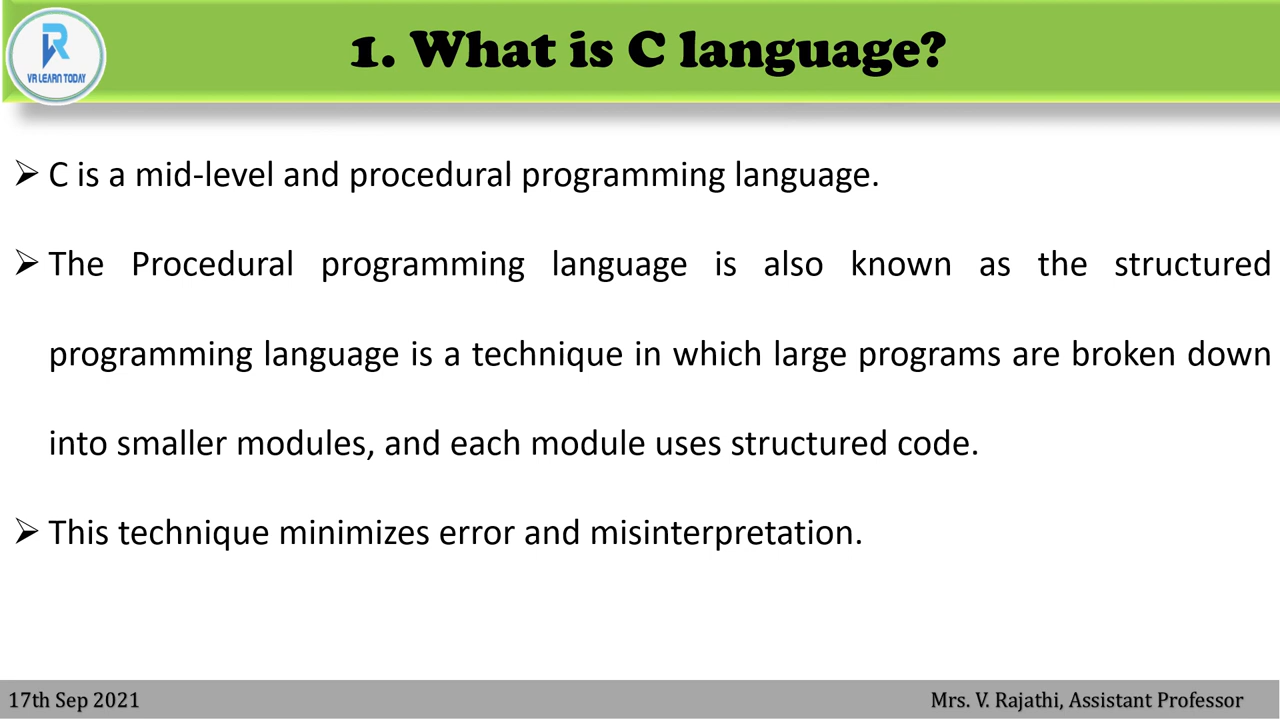 VR LEARN TODAY
1. What is C language?
➢ C is a mid-level and procedural programming language.
➢ The Procedural programming language is also known as the structured
programming language is a technique in which large programs are broken down
into smaller modules, and each module uses structured code.
➢ This technique minimizes error and misinterpretation.
17th Sep 2021
Mrs. V. Rajathi, Assistant Professor